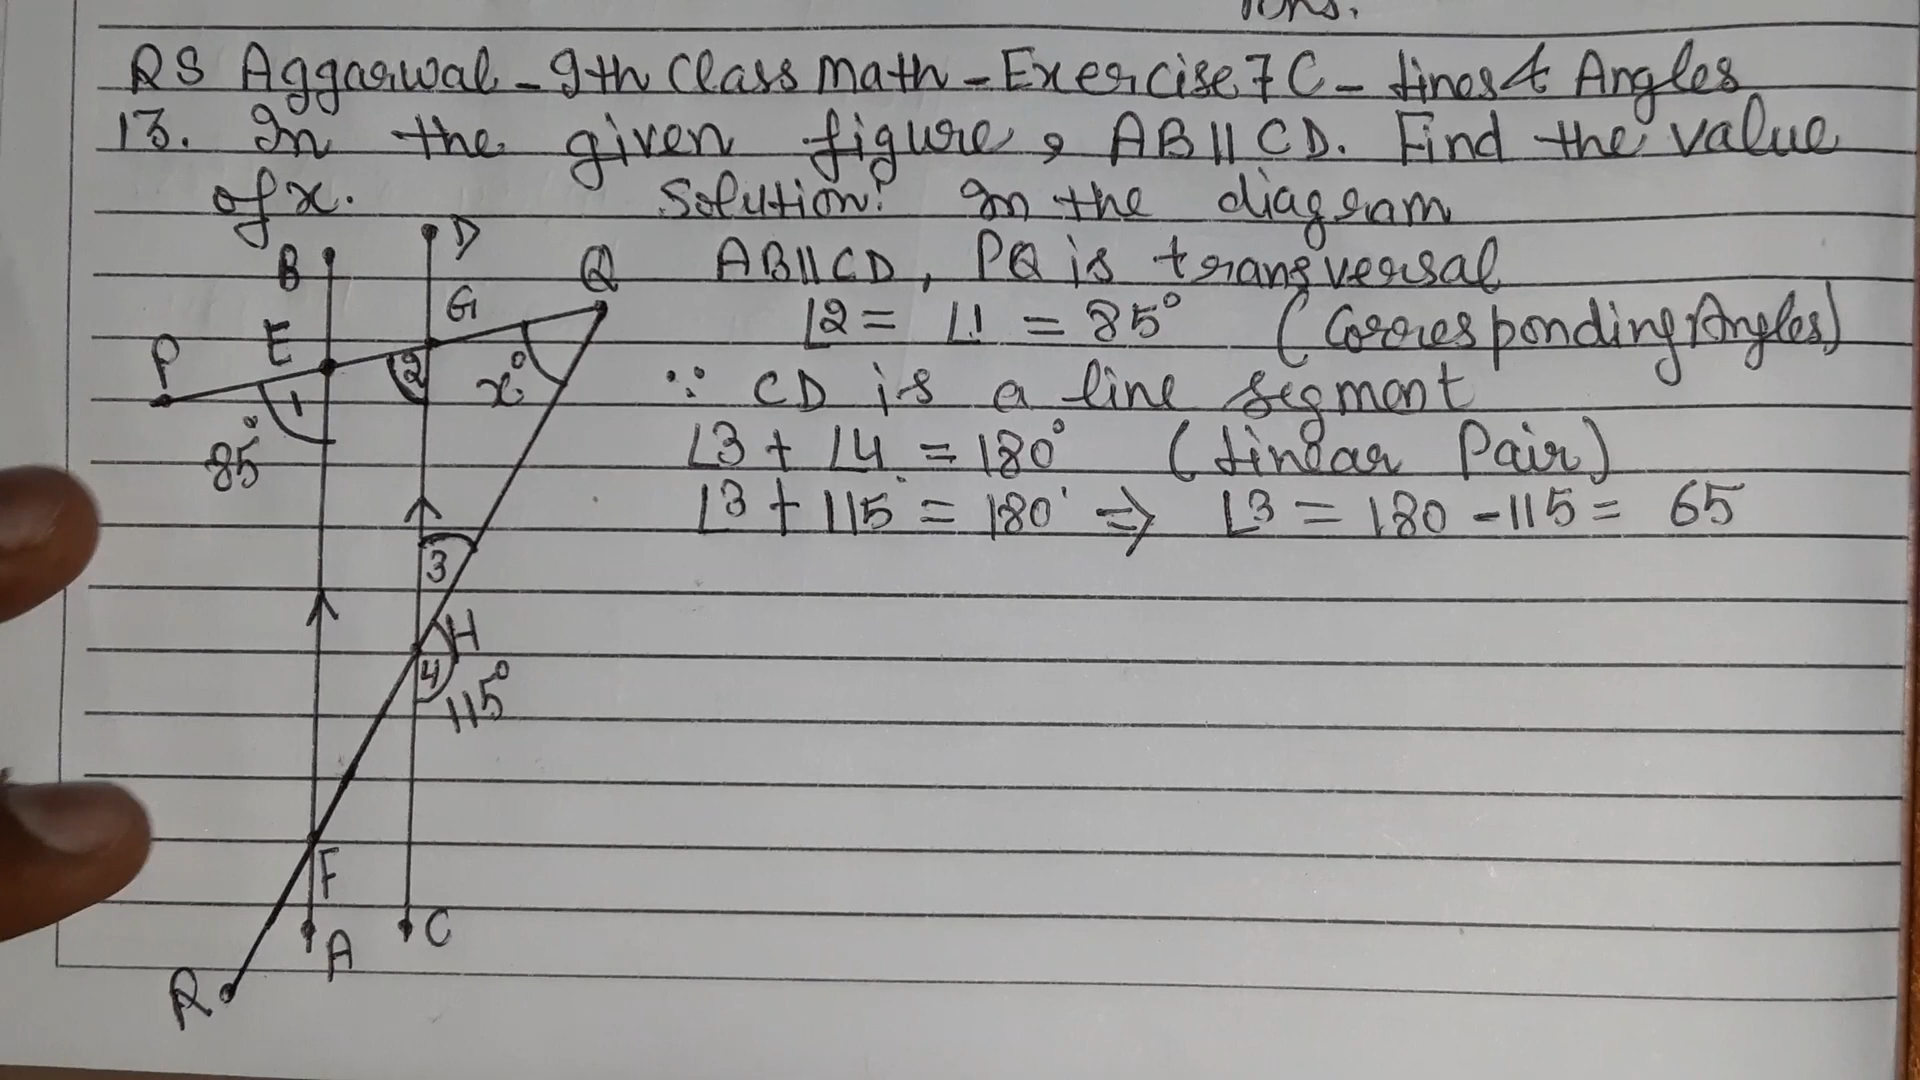 RS Aggarwal - 9th Class Math - Exercise 7C - Lines & Angles
13. In the given figure, AB || CD. Find the value
of x. Solution: In the diagram
AB || CD, PQ is transversal
∠2 = ∠1 = 85° (Corresponding Angles)
∵ CD is a line segment
∠3 + ∠4 = 180° (Linear Pair)
∠3 + 115° = 180° ⇒ ∠3 = 180 - 115 = 65
D
B
Q
G
E
P
2
x°
1
85°
3
H
4
115°
F
A
C
R